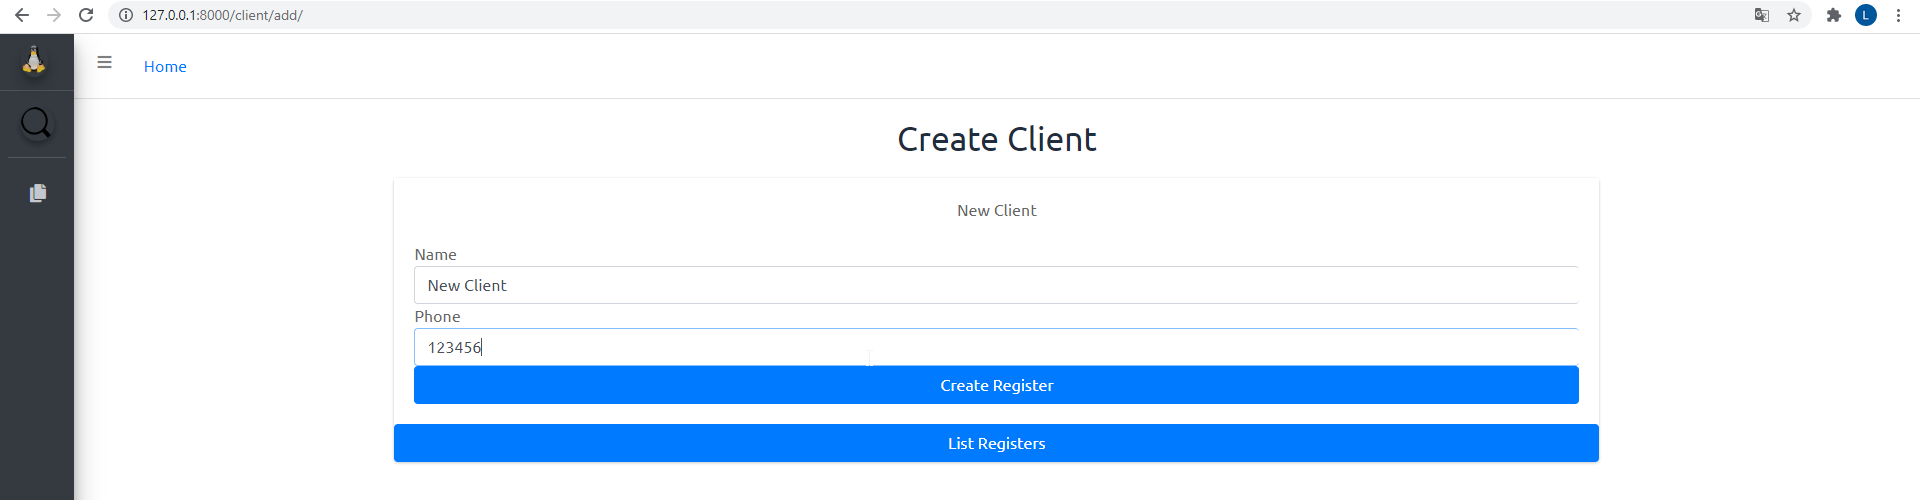 127.0.0.1:8000/client/add/
L
Home
Create Client
New Client
Name
New Client
Phone
123456
Create Register
List Registers